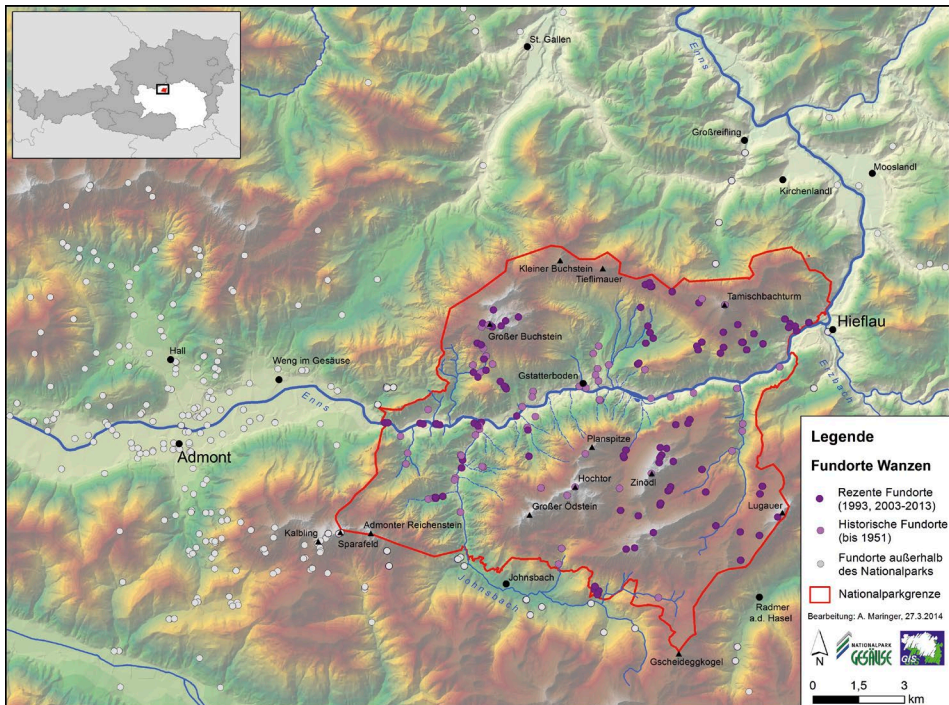 St. Gallen
Enns
Großreifling
Mooslandl
Kirchenlandl
Kleiner Buchstein
Tieflimauer
Tamischbachturm
Großer Buchstein
Hieflau
Hall
Weng im Gesäuse
Gstatterboden
Erzbach
Enns
Admont
Planspitze
Hochtor
Zinödl
Großer Ödstein
Lugauer
Kalbling
Sparafeld
Admonter Reichenstein
Johnsbach
Johnsbach
Radmer
a.d. Hasel
Gscheideggkogel
Legende
Fundorte Wanzen
Rezente Fundorte
(1993, 2003-2013)
Historische Fundorte
(bis 1951)
Fundorte außerhalb
des Nationalparks
Nationalparkgrenze
Bearbeitung: A. Maringer, 27.3.2014
N
NATIONALPARK
GESÄUSE
GIS
0 1,5 3
km